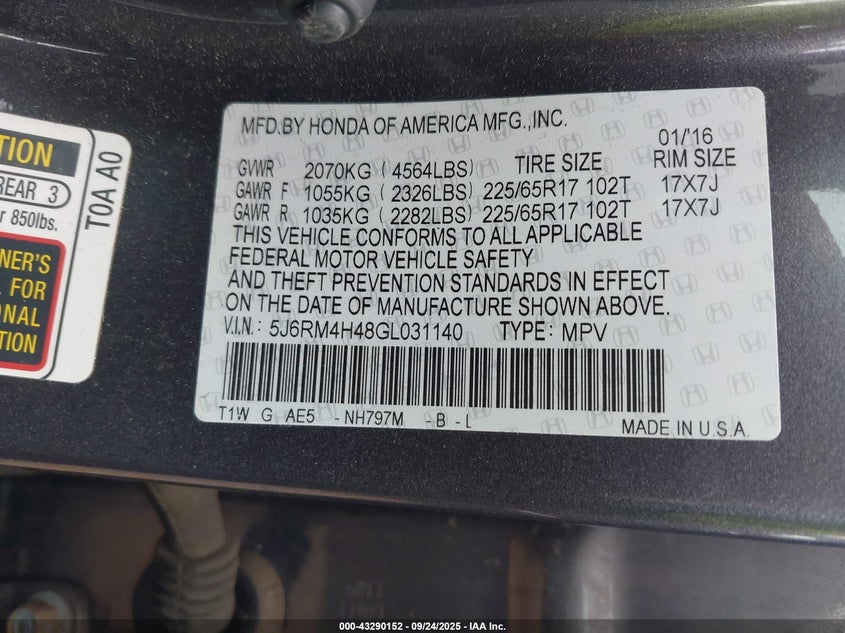 TION
REAR 3
r 850lbs.
NER'S
L FOR
ONAL
TION
T0A A0
MFD.BY HONDA OF AMERICA MFG.,INC.
01/'16
GVWR 2070KG (4564LBS) TIRE SIZE RIM SIZE
GAWR F 1055KG (2326LBS) 225/65R17 102T 17X7J
GAWR R 1035KG (2282LBS) 225/65R17 102T 17X7J
THIS VEHICLE CONFORMS TO ALL APPLICABLE
FEDERAL MOTOR VEHICLE SAFETY
AND THEFT PREVENTION STANDARDS IN EFFECT
ON THE DATE OF MANUFACTURE SHOWN ABOVE.
V.I.N: 5J6RM4H48GL031140 TYPE: MPV
T1W G AE5 -NH797M -B -L
MADE IN U.S.A.
000-43290152 - 09/24/2025 - IAA Inc.